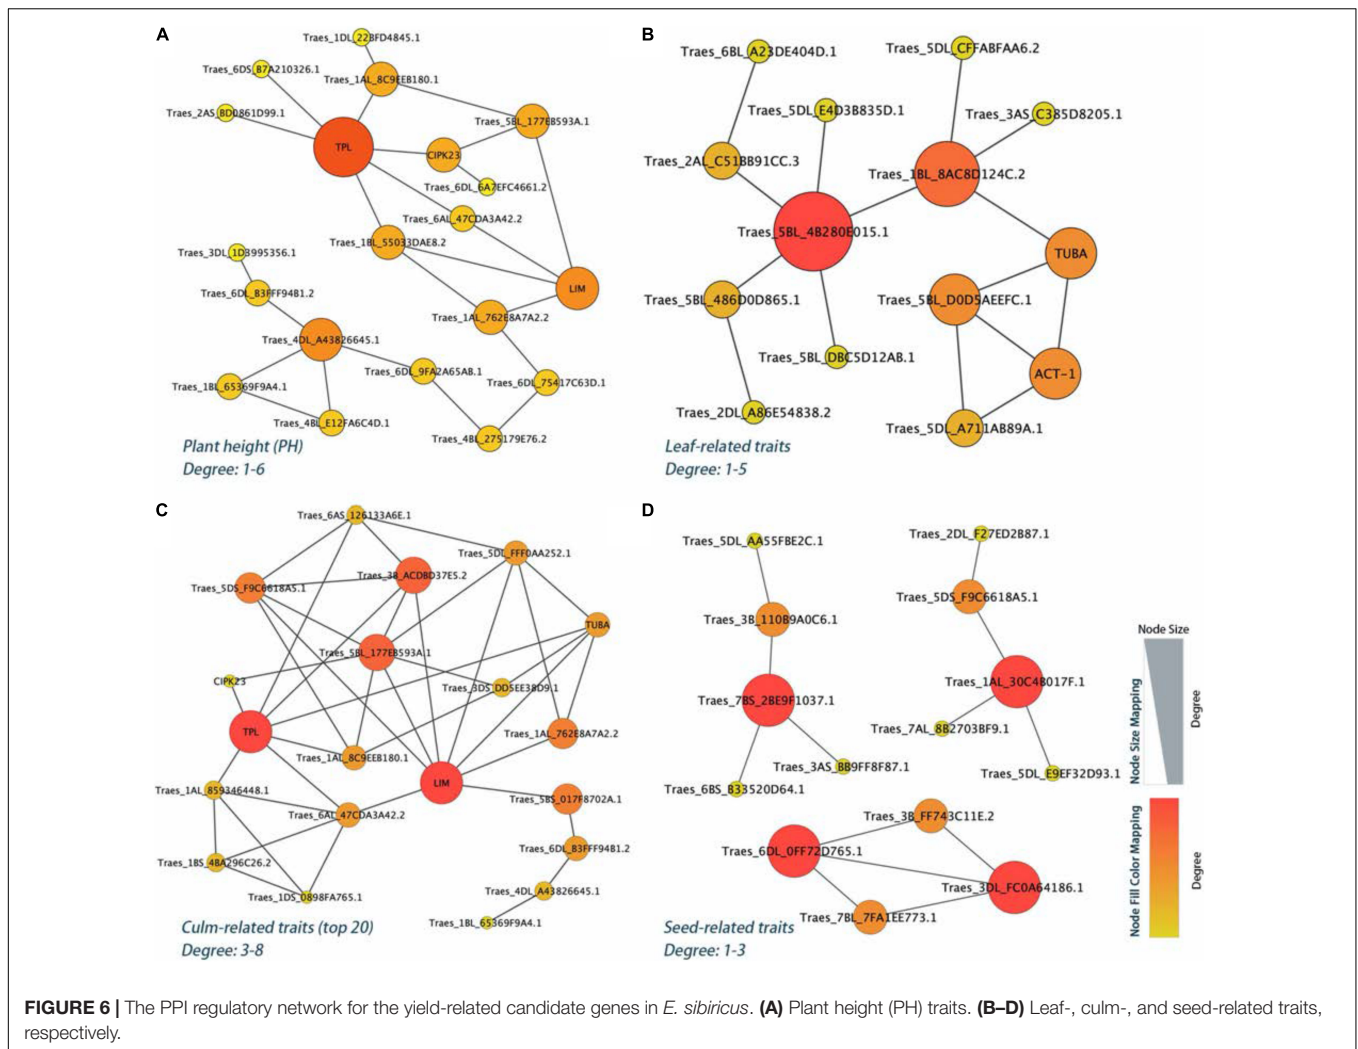 A
Traes_1DL_22BFD4845.1
Traes_6DS_B7A210326.1
Traes_1AL_8C9EEB180.1
Traes_2AS_BD0861D99.1
Traes_5BL_177EB593A.1
TPL
CIPK23
Traes_6DL_6A7EFC4661.2
Traes_6AL_47CDA3A42.2
Traes_1BL_55033DAE8.2
Traes_3DL_1D3995356.1
Traes_6DL_B3FFF94B1.2
LIM
Traes_1AL_762E8A7A2.2
Traes_4DL_A43826645.1
Traes_6DL_9FA2A65AB.1
Traes_6DL_75417C63D.1
Traes_1BL_65369F9A4.1
Traes_4BL_E12FA6C4D.1
Traes_4BL_275179E76.2
Plant height (PH)
Degree: 1-6
B
Traes_6BL_A23DE404D.1
Traes_5DL_CFFABFAA6.2
Traes_5DL_E4D3B835D.1
Traes_3AS_C385D8205.1
Traes_2AL_C51BB91CC.3
Traes_1BL_8AC8D124C.2
Traes_5BL_4B280E015.1
TUBA
Traes_5BL_486D0D865.1
Traes_5BL_D0D5AEEFC.1
Traes_5BL_DBC5D12AB.1
ACT-1
Traes_2DL_A86E54838.2
Traes_5DL_A711AB89A.1
Leaf-related traits
Degree: 1-5
C
Traes_6AS_126133A6E.1
Traes_5DL_FFF0AA252.1
Traes_3B_ACDBD37E5.2
Traes_5DS_F9C6618A5.1
TUBA
Traes_5BL_177EB593A.1
CIPK23
Traes_3DS_DD5EE38D9.1
TPL
Traes_1AL_762E8A7A2.2
Traes_1AL_8C9EEB180.1
LIM
Traes_1AL_859346448.1
Traes_5BS_017F8702A.1
Traes_6AL_47CDA3A42.2
Traes_6DL_B3FFF94B1.2
Traes_1BS_4BA296C26.2
Traes_4DL_A43826645.1
Traes_1DS_0898FA765.1
Traes_1BL_65369F9A4.1
Culm-related traits (top 20)
Degree: 3-8
D
Traes_5DL_AA55FBE2C.1
Traes_2DL_F27ED2B87.1
Traes_5DS_F9C6618A5.1
Traes_3B_110B9A0C6.1
Traes_1AL_30C4B017F.1
Traes_7BS_2BE9F1037.1
Traes_7AL_8B2703BF9.1
Traes_3AS_BB9FF8F87.1
Traes_5DL_E9EF32D93.1
Traes_6BS_B33520D64.1
Traes_3B_FF743C11E.2
Traes_6DL_0FF72D765.1
Traes_3DL_FC0A64186.1
Traes_7BL_7FA1EE773.1
Seed-related traits
Degree: 1-3
Node Size
Node Size Mapping
Degree
Node Fill Color Mapping
Degree
FIGURE 6 | The PPI regulatory network for the yield-related candidate genes in E. sibiricus. (A) Plant height (PH) traits. (B–D) Leaf-, culm-, and seed-related traits,
respectively.